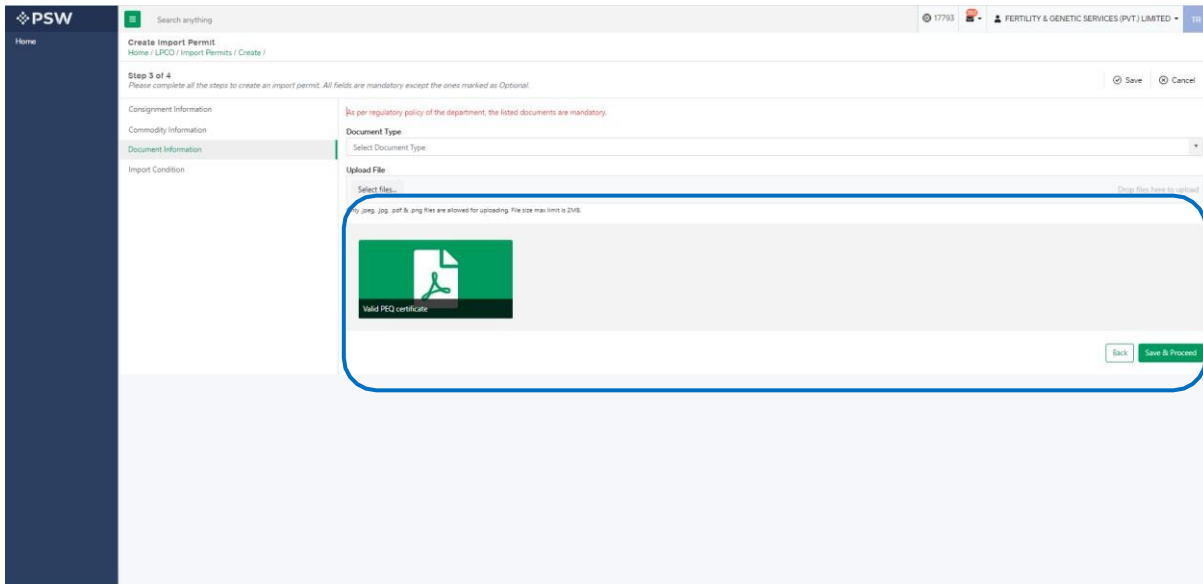 PSW
Search anything
17793
FERTILITY & GENETIC SERVICES (PVT.) LIMITED
TR
Home
Create Import Permit
Home / LPCO / Import Permits / Create /
Step 3 of 4
Please complete all the steps to create an import permit. All fields are mandatory except the ones marked as Optional.
Save
Cancel
Consignment Information
Commodity Information
Document Information
Import Condition
As per regulatory policy of the department, the listed documents are mandatory.
Document Type
Select Document Type
Upload File
Select files...
Drop files here to upload
.jpeg, .jpg, .pdf & .png files are allowed for uploading. File size max limit is 2MB.
Valid PEQ certificate
Back
Save & Proceed